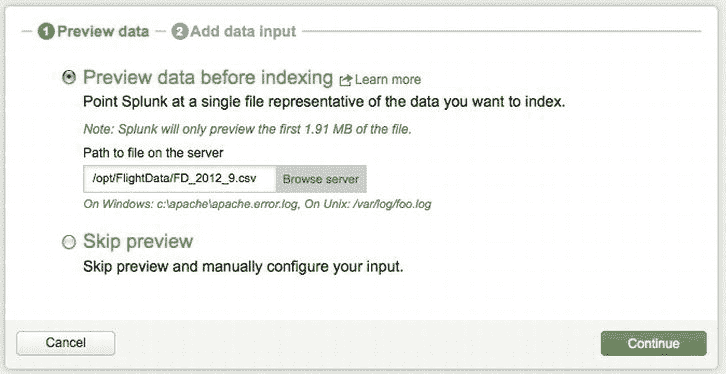 1 Preview data 2 Add data input
Preview data before indexing Learn more
Point Splunk at a single file representative of the data you want to index.
Note: Splunk will only preview the first 1.91 MB of the file.
Path to file on the server
/opt/FlightData/FD_2012_9.csv Browse server
On Windows: c:\apache\apache.error.log, On Unix: /var/log/foo.log
Skip preview
Skip preview and manually configure your input.
Cancel Continue